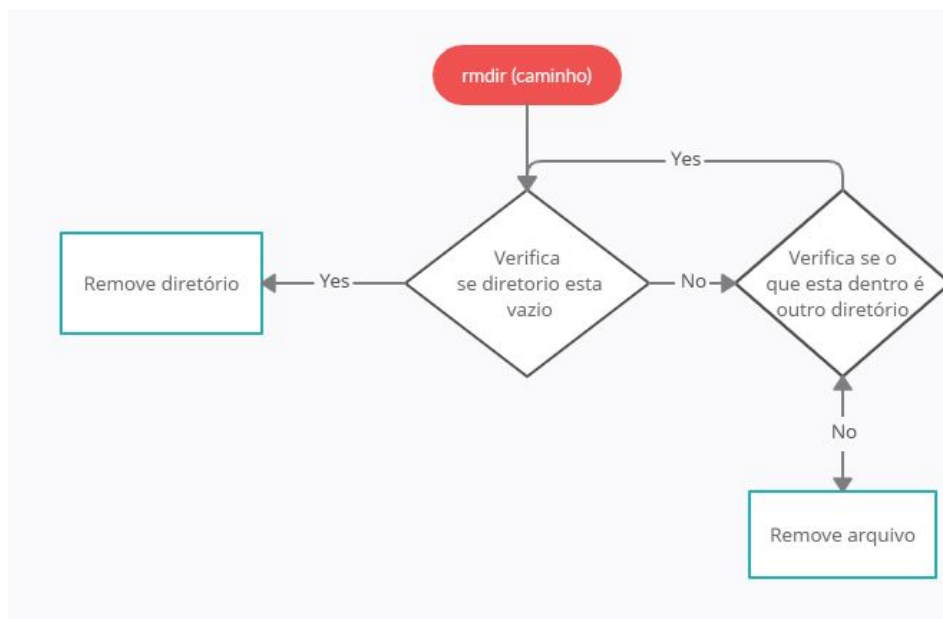 rmdir (caminho)
Yes
Verifica
se diretorio esta
vazio
Verifica se o
que esta dentro é
outro diretório
Remove diretório
Yes
No
No
Remove arquivo